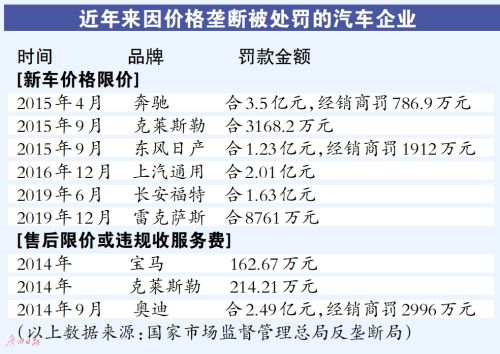 近年来因价格垄断被处罚的汽车企业
时间 品牌 罚款金额
[新车价格限价]
2015年4月 奔驰 合3.5亿元,经销商罚786.9万元
2015年9月 克莱斯勒 合3168.2万元
2015年9月 东风日产 合1.23亿元,经销商罚1912万元
2016年12月 上汽通用 合2.01亿元
2019年6月 长安福特 合1.63亿元
2019年12月 雷克萨斯 合8761万元
[售后限价或违规收服务费]
2014年 宝马 162.67万元
2014年 克莱斯勒 214.21万元
2014年9月 奥迪 合2.49亿元,经销商罚2996万元
(以上数据来源:国家市场监督管理总局反垄断局)
广州日报